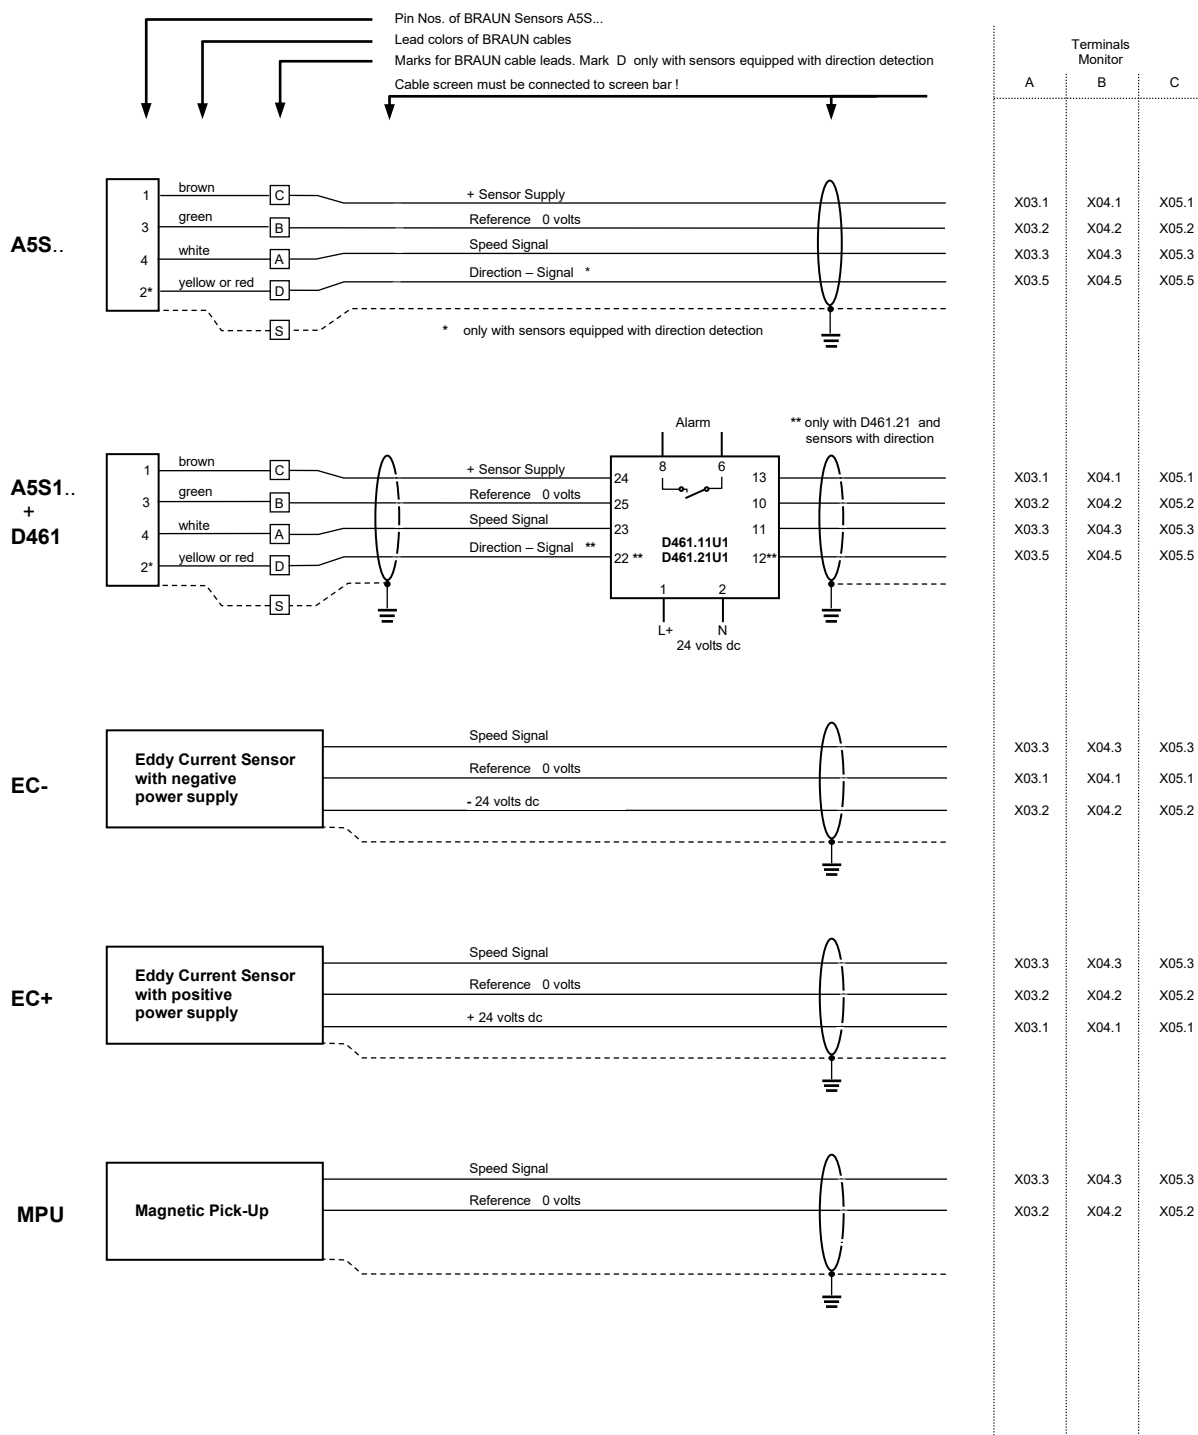 Pin Nos. of BRAUN Sensors A5S...
Lead colors of BRAUN cables
Marks for BRAUN cable leads. Mark D only with sensors equipped with direction detection
Cable screen must be connected to screen bar !
Terminals
Monitor
A B C
A5S..
1 brown C + Sensor Supply X03.1 X04.1 X05.1
3 green B Reference 0 volts X03.2 X04.2 X05.2
4 white A Speed Signal X03.3 X04.3 X05.3
2* yellow or red D Direction – Signal * X03.5 X04.5 X05.5
S * only with sensors equipped with direction detection
Alarm ** only with D461.21 and
sensors with direction
A5S1..
+
D461
8 6
1 brown C + Sensor Supply 24 13 X03.1 X04.1 X05.1
3 green B Reference 0 volts 25 10 X03.2 X04.2 X05.2
4 white A Speed Signal 23 11 X03.3 X04.3 X05.3
D461.11U1
D461.21U1
2* yellow or red D Direction – Signal ** 22 ** 12** X03.5 X04.5 X05.5
S
1 2
L+ N
24 volts dc
EC-
Eddy Current Sensor
with negative
power supply
Speed Signal X03.3 X04.3 X05.3
Reference 0 volts X03.1 X04.1 X05.1
- 24 volts dc X03.2 X04.2 X05.2
EC+
Eddy Current Sensor
with positive
power supply
Speed Signal X03.3 X04.3 X05.3
Reference 0 volts X03.2 X04.2 X05.2
+ 24 volts dc X03.1 X04.1 X05.1
MPU
Magnetic Pick-Up
Speed Signal X03.3 X04.3 X05.3
Reference 0 volts X03.2 X04.2 X05.2